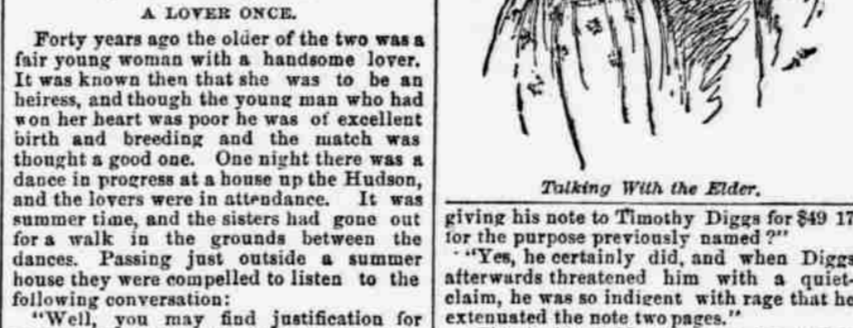 A LOVER ONCE.
Forty years ago the older of the two was a
fair young woman with a handsome lover.
It was known then that she was to be an
heiress, and though the young man who had
won her heart was poor he was of excellent
birth and breeding and the match was
thought a good one. One night there was a
dance in progress at a house up the Hudson,
and the lovers were in attendance. It was
summer time, and the sisters had gone out
for a walk in the grounds between the
dances. Passing just outside a summer
house they were compelled to listen to the
following conversation:
"Well, you may find justification for
Talking With the Elder.
giving his note to Timothy Diggs for $49 17
for the purpose previously named?"
"Yes, he certainly did, and when Diggs
afterwards threatened him with a quiet-
claim, he was so indigent with rage that he
extenuated the note two pages."